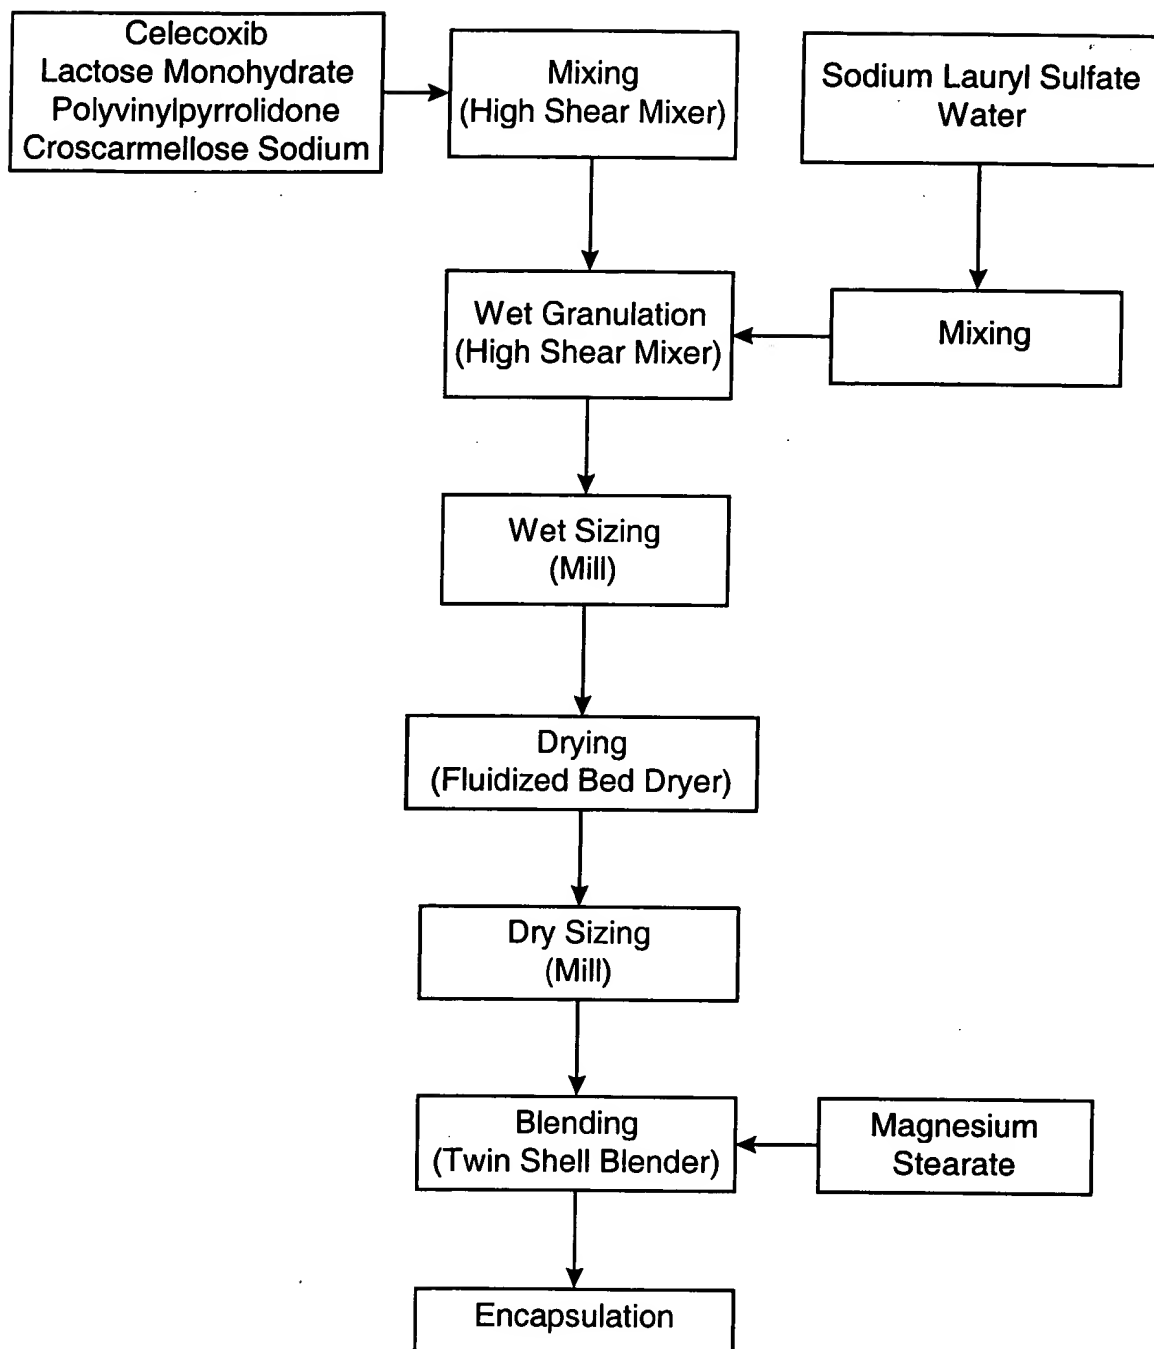 Celecoxib
Lactose Monohydrate
Polyvinylpyrrolidone
Croscarmellose Sodium
Mixing
(High Shear Mixer)
Sodium Lauryl Sulfate
Water
Wet Granulation
(High Shear Mixer)
Mixing
Wet Sizing
(Mill)
Drying
(Fluidized Bed Dryer)
Dry Sizing
(Mill)
Blending
(Twin Shell Blender)
Magnesium
Stearate
Encapsulation